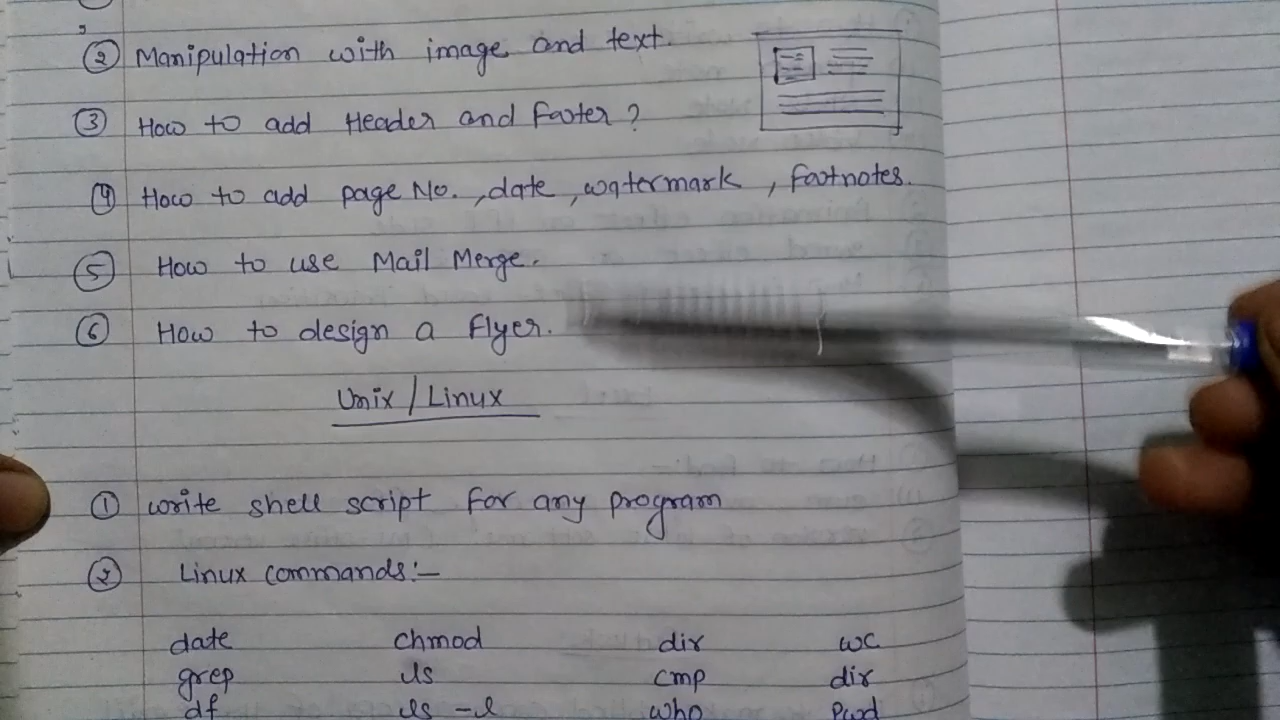 ② Manipulation with image and text.
③ How to add Header and footer ?
④ How to add page No. , date , watermark , footnotes.
⑤ How to use Mail Merge.
⑥ How to design a flyer.
Unix / Linux
① write shell script for any program
② Linux commands :-
date chmod dir wc
grep ls cmp dir
df ls -l who pwd